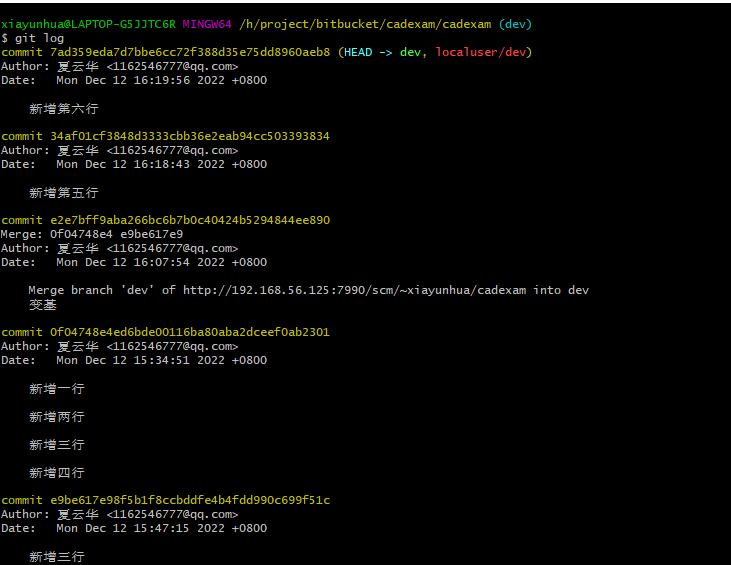 xiayunhua@LAPTOP-G5JJTC6R MINGW64 /h/project/bitbucket/cadexam/cadexam (dev)
$ git log
commit 7ad359eda7d7bbe6cc72f388d35e75dd8960aeb8 (HEAD -> dev, localuser/dev)
Author: 夏云华 <1162546777@qq.com>
Date:   Mon Dec 12 16:19:56 2022 +0800
新增第六行
commit 34af01cf3848d3333cbb36e2eab94cc503393834
Author: 夏云华 <1162546777@qq.com>
Date:   Mon Dec 12 16:18:43 2022 +0800
新增第五行
commit e2e7bff9aba266bc6b7b0c40424b5294844ee890
Merge: 0f04748e4 e9be617e9
Author: 夏云华 <1162546777@qq.com>
Date:   Mon Dec 12 16:07:54 2022 +0800
Merge branch 'dev' of http://192.168.56.125:7990/scm/~xiayunhua/cadexam into dev
变基
commit 0f04748e4ed6bde00116ba80aba2dceef0ab2301
Author: 夏云华 <1162546777@qq.com>
Date:   Mon Dec 12 15:34:51 2022 +0800
新增一行
新增两行
新增三行
新增四行
commit e9be617e98f5b1f8ccbddfe4b4fdd990c699f51c
Author: 夏云华 <1162546777@qq.com>
Date:   Mon Dec 12 15:47:15 2022 +0800
新增三行